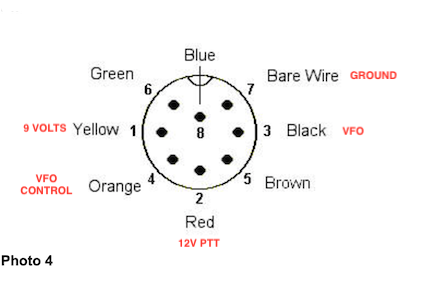 Blue
Green
Bare Wire GROUND
6
7
9 VOLTS Yellow 1
8
3 Black VFO
VFO
CONTROL
Orange
4
5
Brown
2
Red
12V PTT
Photo 4